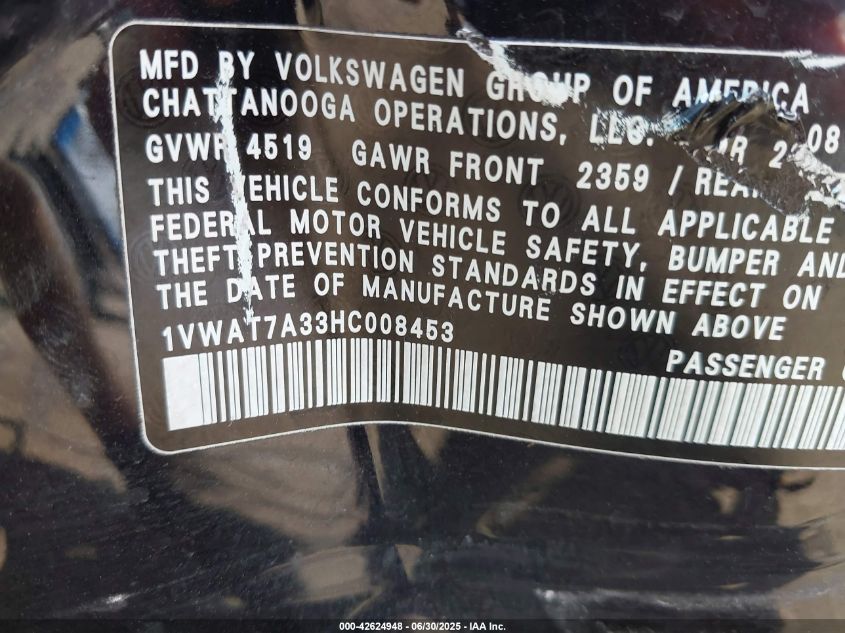 MFD BY VOLKSWAGEN GROUP OF AMERICA
CHATTANOOGA OPERATIONS, LLC.
GVWR 4519 GAWR FRONT 2359 / REAR
THIS VEHICLE CONFORMS TO ALL APPLICABLE
FEDERAL MOTOR VEHICLE SAFETY, BUMPER AND
THEFT PREVENTION STANDARDS IN EFFECT ON
THE DATE OF MANUFACTURE SHOWN ABOVE
1VWAT7A33HC008453
PASSENGER
000-42624948 - 06/30/2025 - IAA Inc.